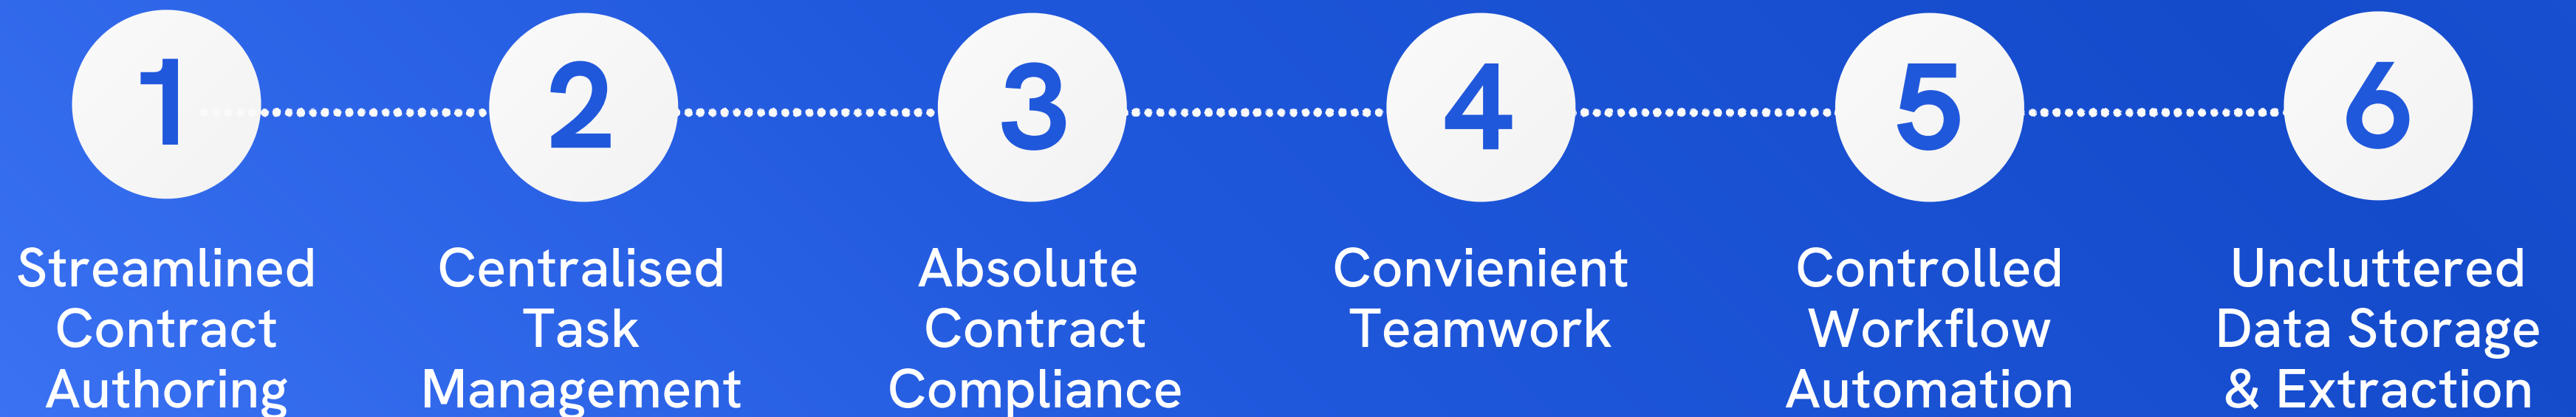 1
2
3
4
5
6
Streamlined
Contract
Authoring
Centralised
Task
Management
Absolute
Contract
Compliance
Convienient
Teamwork
Controlled
Workflow
Automation
Uncluttered
Data Storage
& Extraction